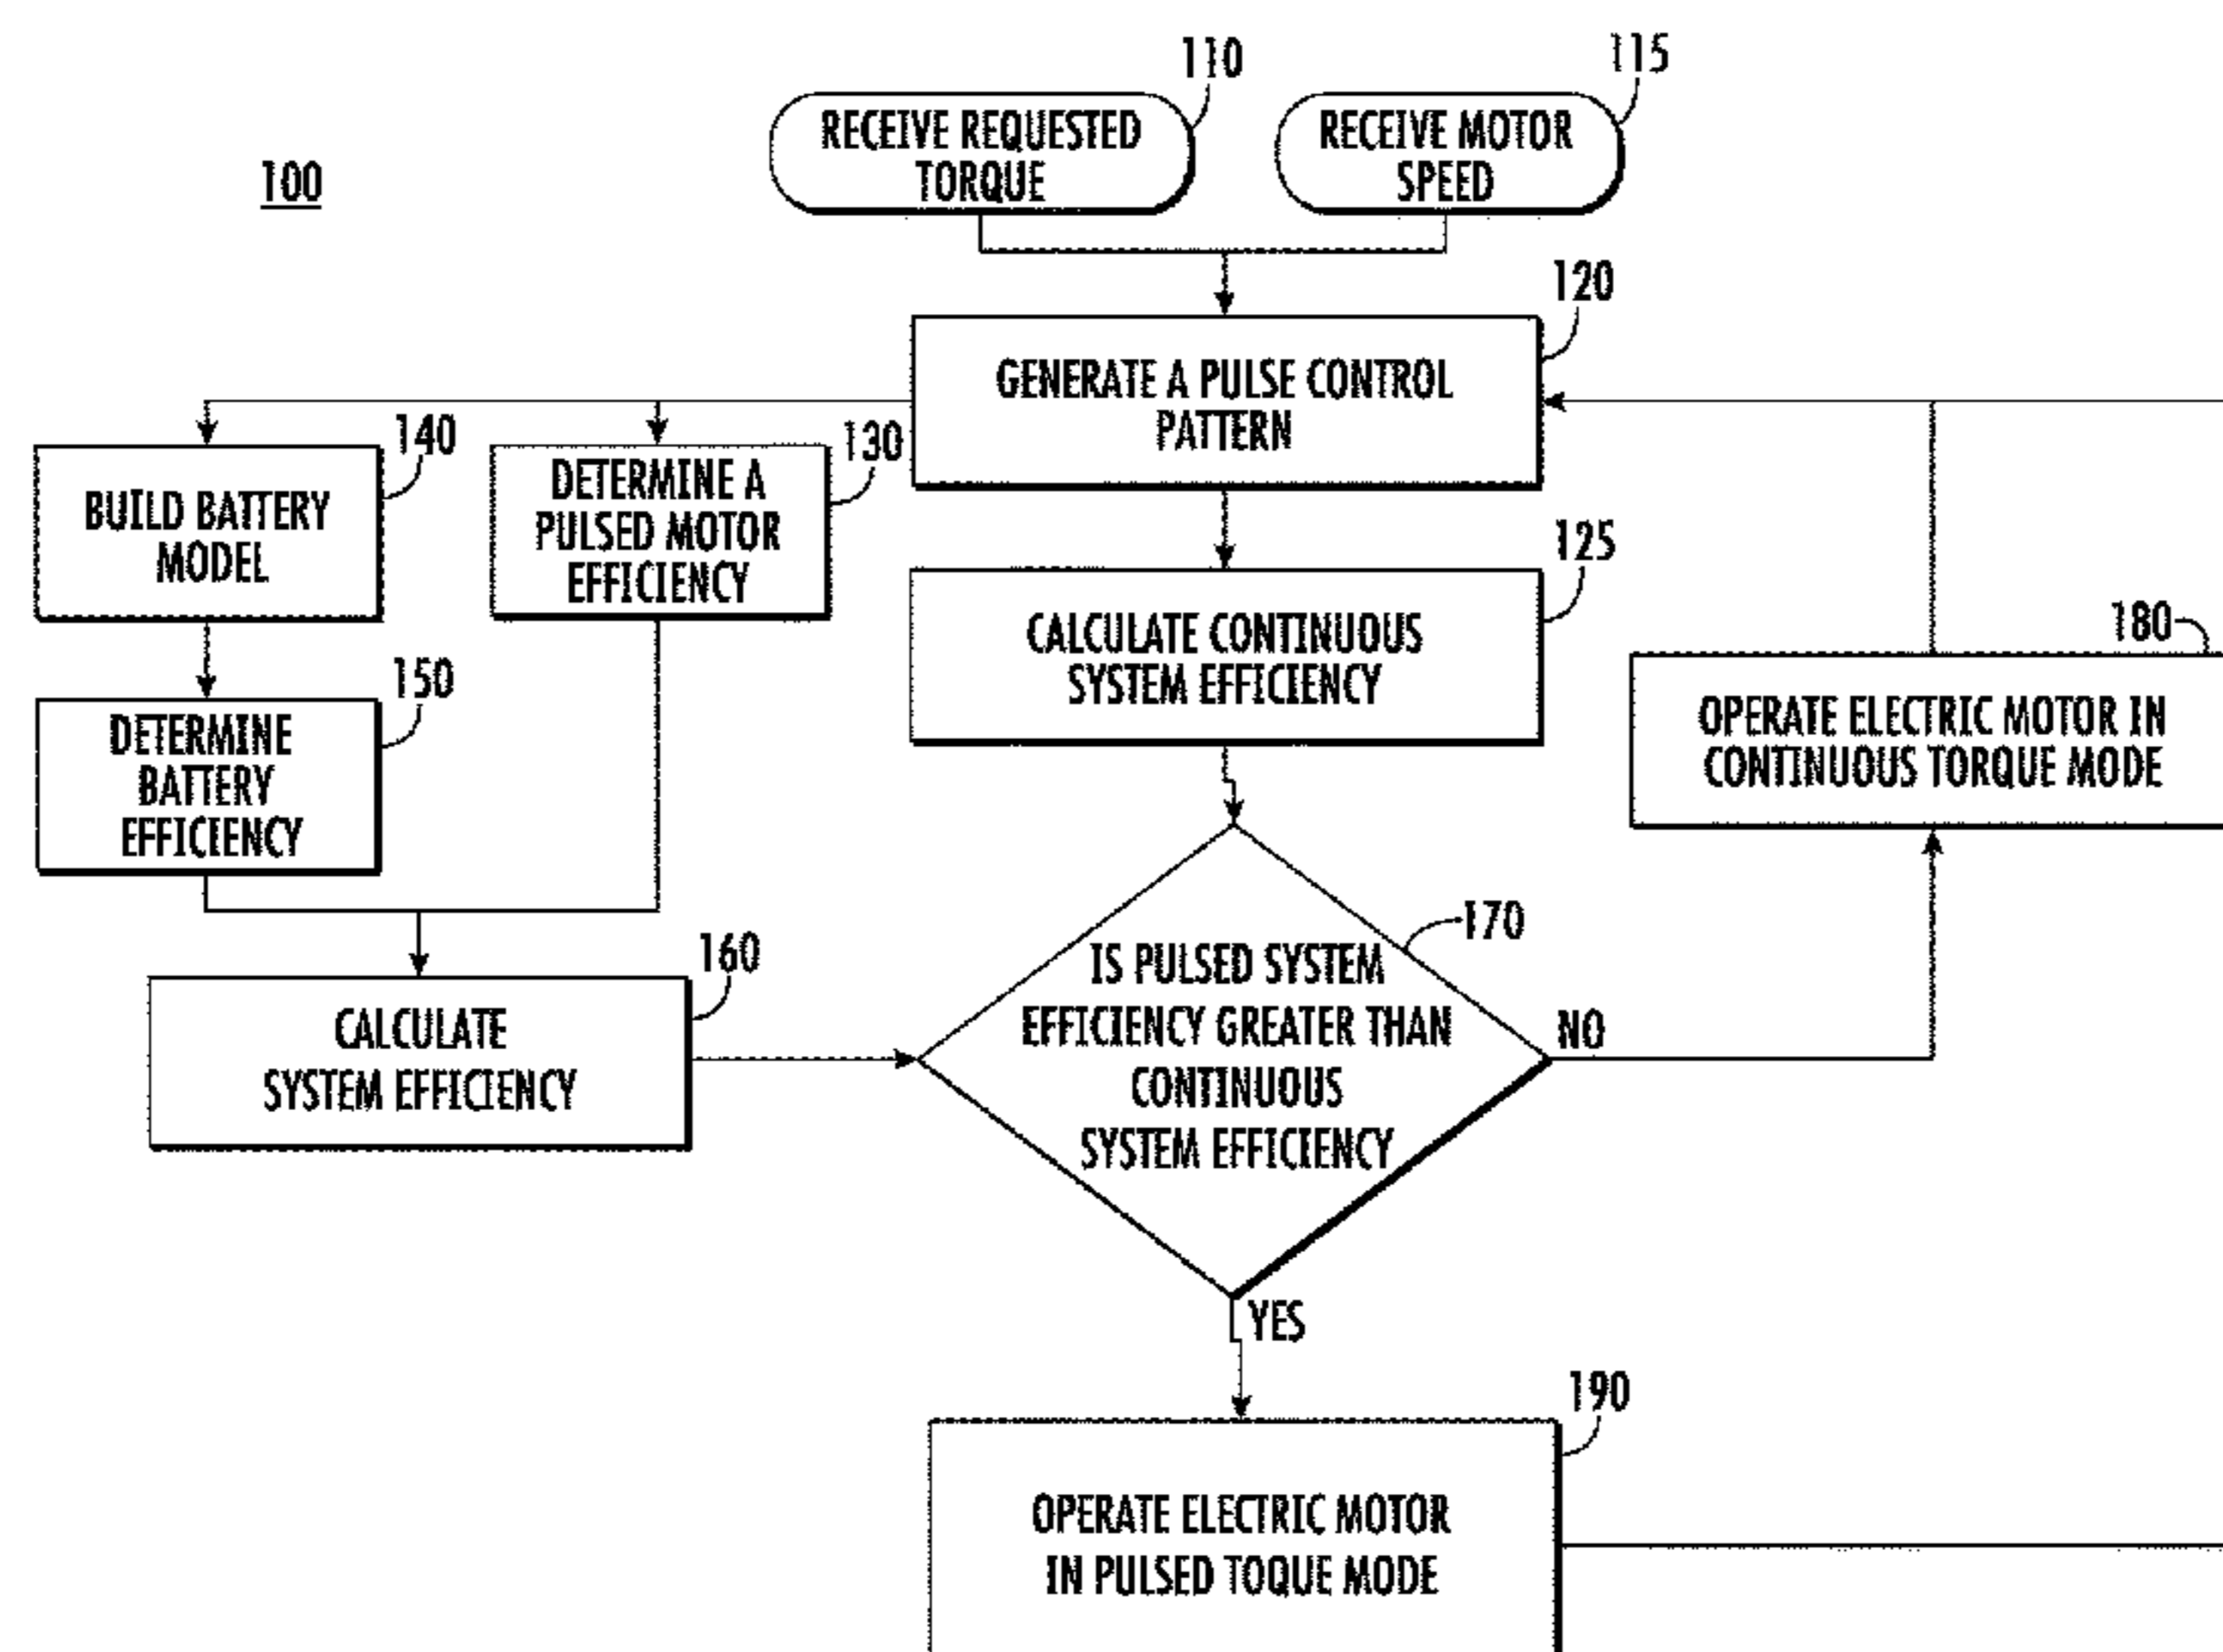 100
110
115
RECEIVE REQUESTED
TORQUE
RECEIVE MOTOR
SPEED
120
GENERATE A PULSE CONTROL
PATTERN
140
BUILD BATTERY
MODEL
130
DETERMINE A
PULSED MOTOR
EFFICIENCY
125
CALCULATE CONTINUOUS
SYSTEM EFFICIENCY
180
OPERATE ELECTRIC MOTOR IN
CONTINUOUS TORQUE MODE
150
DETERMINE
BATTERY
EFFICIENCY
160
CALCULATE
SYSTEM EFFICIENCY
170
IS PULSED SYSTEM
EFFICIENCY GREATER THAN
CONTINUOUS
SYSTEM EFFICIENCY
NO
YES
190
OPERATE ELECTRIC MOTOR
IN PULSED TOQUE MODE